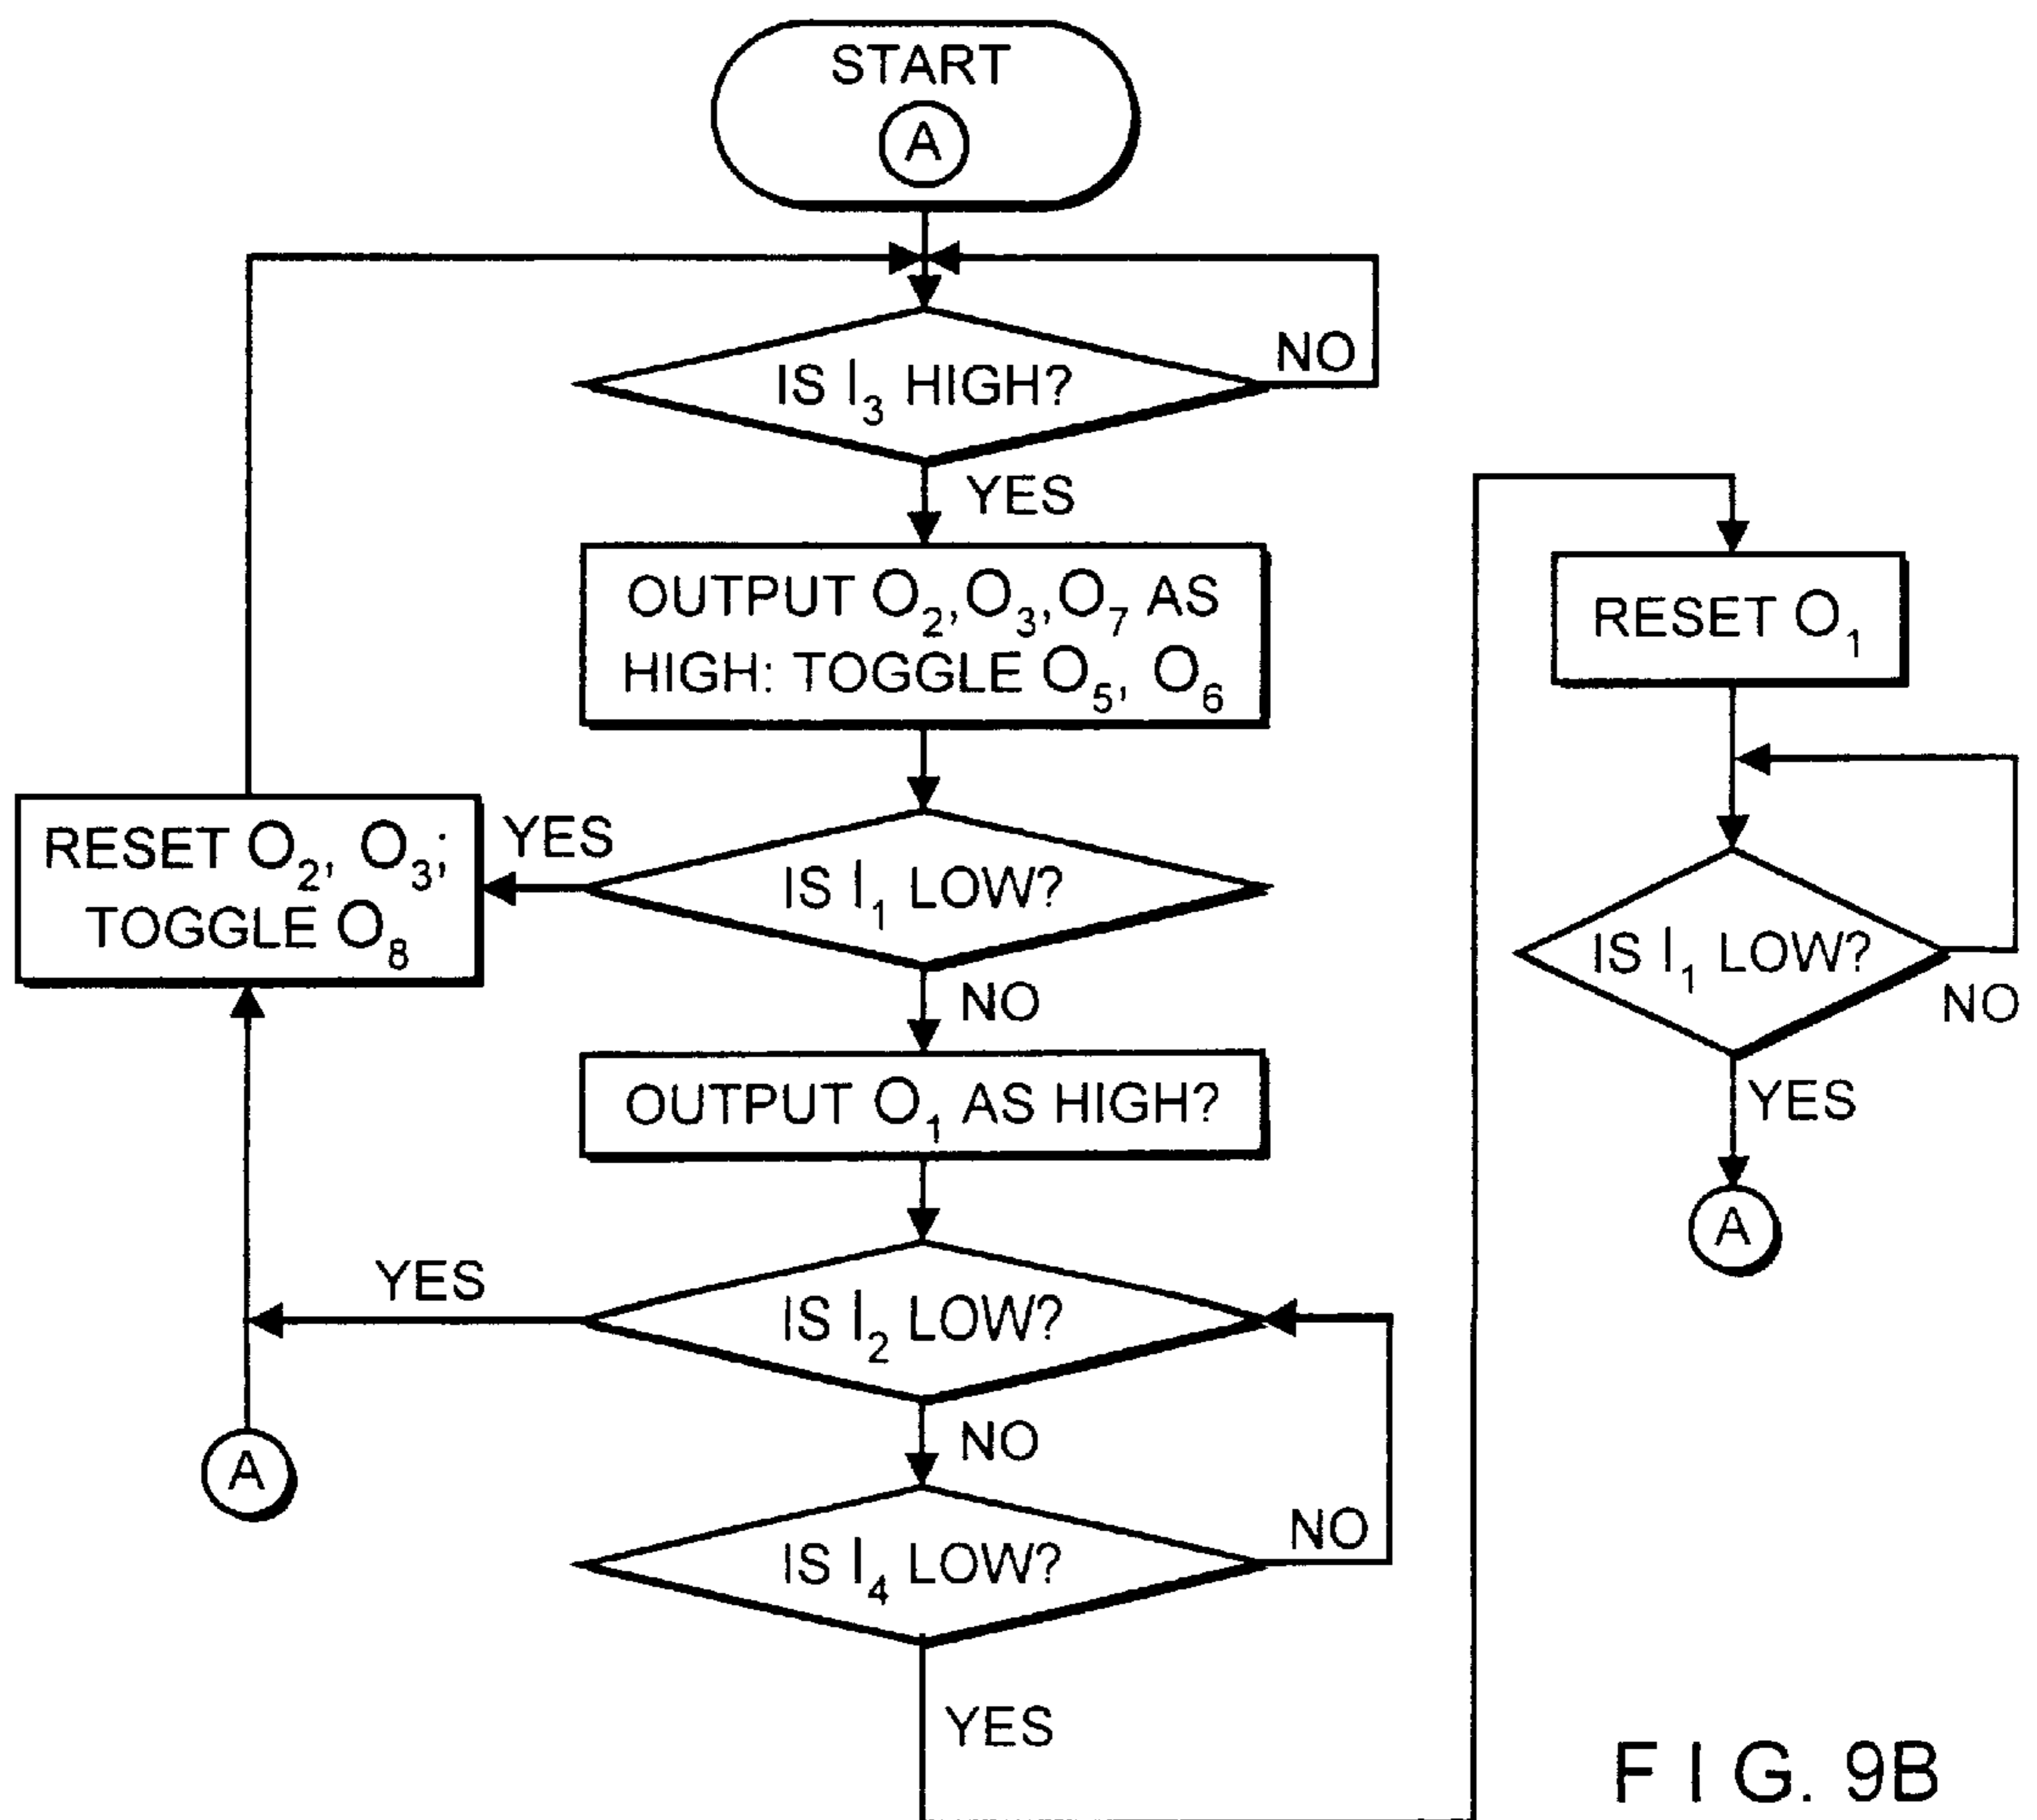 START
A
IS I₃ HIGH?
NO
YES
OUTPUT O₂, O₃, O₇ AS
HIGH: TOGGLE O₅, O₆
IS I₁ LOW?
YES
RESET O₂, O₃;
TOGGLE O₈
NO
OUTPUT O₁ AS HIGH?
IS I₂ LOW?
YES
A
NO
IS I₄ LOW?
NO
YES
RESET O₁
IS I₁ LOW?
NO
YES
A
FIG. 9B